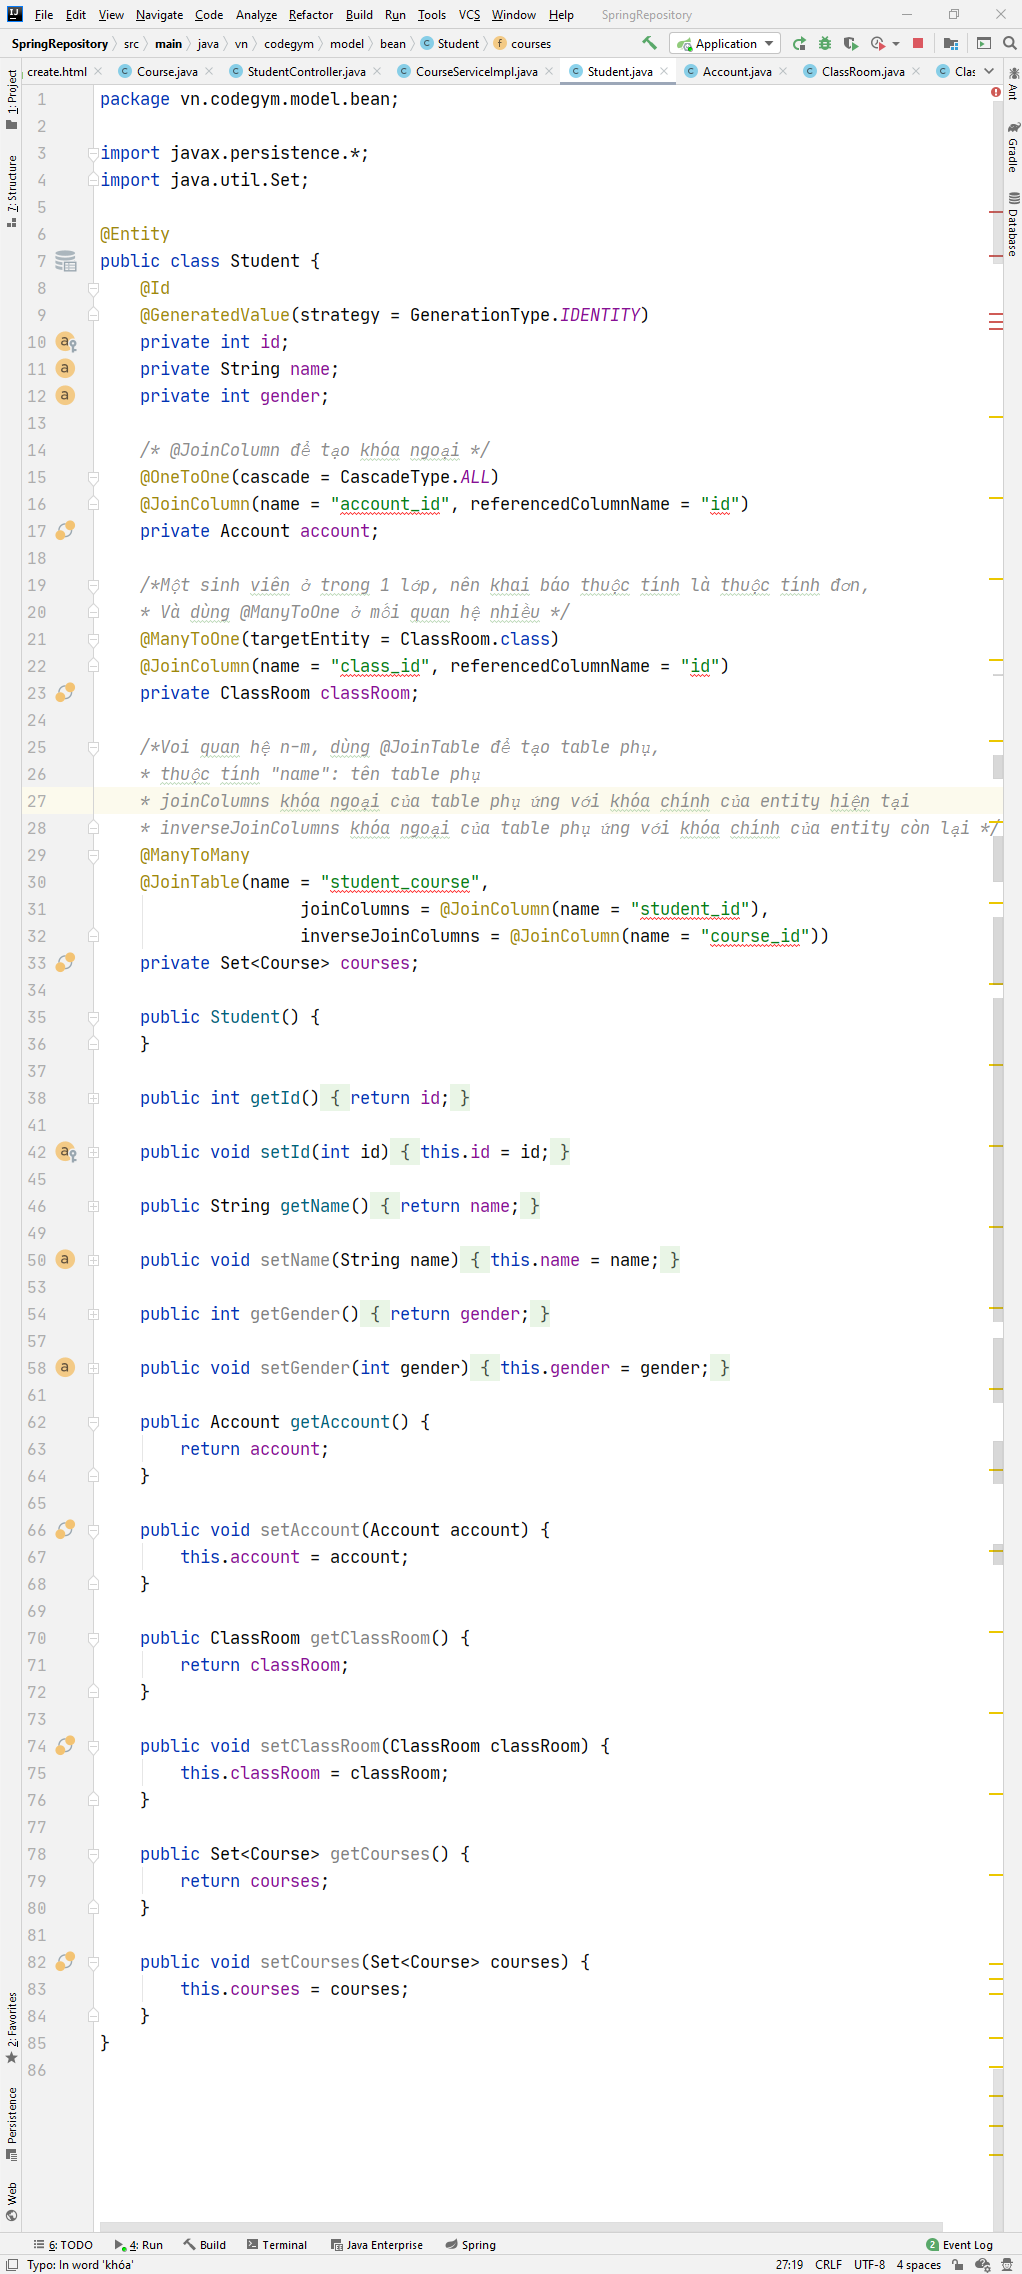 File Edit View Navigate Code Analyze Refactor Build Run Tools VCS Window Help SpringRepository
SpringRepository src main java vn codegym model bean Student courses Application
create.html Course.java StudentController.java CourseServiceImpl.java Student.java Account.java ClassRoom.java Clas
1: Project
7: Structure
2: Favorites
Persistence
Web
Ant
Gradle
Database
1 package vn.codegym.model.bean;
2
3 import javax.persistence.*;
4 import java.util.Set;
5
6 @Entity
7 public class Student {
8 @Id
9 @GeneratedValue(strategy = GenerationType.IDENTITY)
10 private int id;
11 private String name;
12 private int gender;
13
14 /* @JoinColumn để tạo khóa ngoại */
15 @OneToOne(cascade = CascadeType.ALL)
16 @JoinColumn(name = "account_id", referencedColumnName = "id")
17 private Account account;
18
19 /*Một sinh viên ở trong 1 lớp, nên khai báo thuộc tính là thuộc tính đơn,
20 * Và dùng @ManyToOne ở mối quan hệ nhiều */
21 @ManyToOne(targetEntity = ClassRoom.class)
22 @JoinColumn(name = "class_id", referencedColumnName = "id")
23 private ClassRoom classRoom;
24
25 /*Voi quan hệ n-m, dùng @JoinTable để tạo table phụ,
26 * thuộc tính "name": tên table phụ
27 * joinColumns khóa ngoại của table phụ ứng với khóa chính của entity hiện tại
28 * inverseJoinColumns khóa ngoại của table phụ ứng với khóa chính của entity còn lại */
29 @ManyToMany
30 @JoinTable(name = "student_course",
31 joinColumns = @JoinColumn(name = "student_id"),
32 inverseJoinColumns = @JoinColumn(name = "course_id"))
33 private Set<Course> courses;
34
35 public Student() {
36 }
37
38 public int getId() { return id; }
41
42 public void setId(int id) { this.id = id; }
45
46 public String getName() { return name; }
49
50 public void setName(String name) { this.name = name; }
53
54 public int getGender() { return gender; }
57
58 public void setGender(int gender) { this.gender = gender; }
61
62 public Account getAccount() {
63 return account;
64 }
65
66 public void setAccount(Account account) {
67 this.account = account;
68 }
69
70 public ClassRoom getClassRoom() {
71 return classRoom;
72 }
73
74 public void setClassRoom(ClassRoom classRoom) {
75 this.classRoom = classRoom;
76 }
77
78 public Set<Course> getCourses() {
79 return courses;
80 }
81
82 public void setCourses(Set<Course> courses) {
83 this.courses = courses;
84 }
85 }
86
6: TODO 4: Run Build Terminal Java Enterprise Spring 2 Event Log
Typo: In word 'khóa' 27:19 CRLF UTF-8 4 spaces